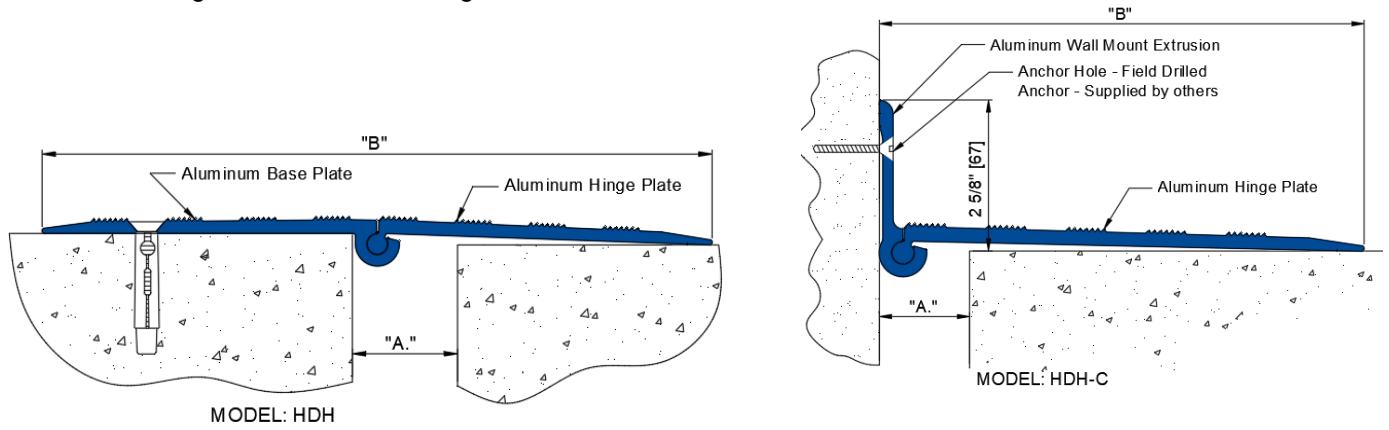 "B"
Aluminum Base Plate
Aluminum Hinge Plate
"A."
MODEL: HDH
"B"
Aluminum Wall Mount Extrusion
Anchor Hole - Field Drilled
Anchor - Supplied by others
2 5/8" [67]
Aluminum Hinge Plate
"A."
MODEL: HDH-C